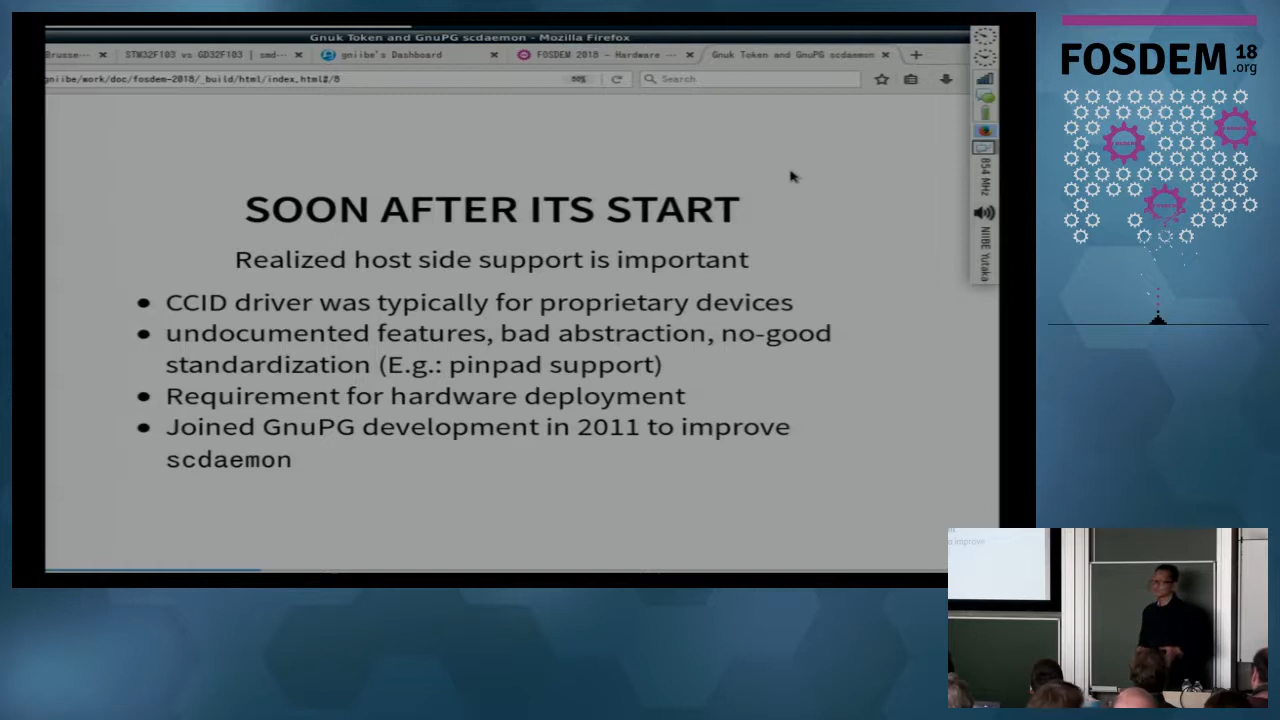 Gnuk Token and GnuPG scdaemon - Mozilla Firefox
Brusse···
STM32F103 vs GD32F103 | smd-···
gniibe's Dashboard
FOSDEM 2018 - Hardware ···
Gnuk Token and GnuPG scdaemon
gniibe/work/doc/fosdem-2018/_build/html/index.html#/8
80%
Search
854 MHz
NIIBE Yutaka
SOON AFTER ITS START
Realized host side support is important
• CCID driver was typically for proprietary devices
• undocumented features, bad abstraction, no-good
standardization (E.g.: pinpad support)
• Requirement for hardware deployment
• Joined GnuPG development in 2011 to improve
scdaemon
FOSDEM 18
.org
to improve